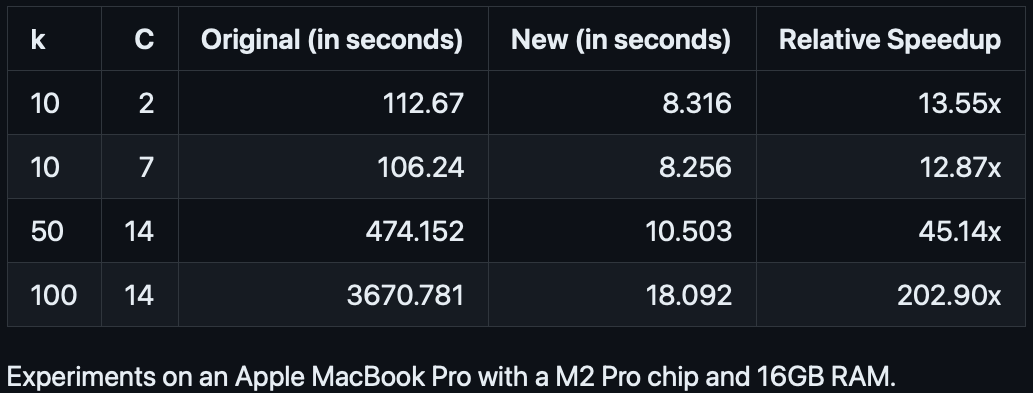 k C Original (in seconds) New (in seconds) Relative Speedup
10 2 112.67 8.316 13.55x
10 7 106.24 8.256 12.87x
50 14 474.152 10.503 45.14x
100 14 3670.781 18.092 202.90x
Experiments on an Apple MacBook Pro with a M2 Pro chip and 16GB RAM.